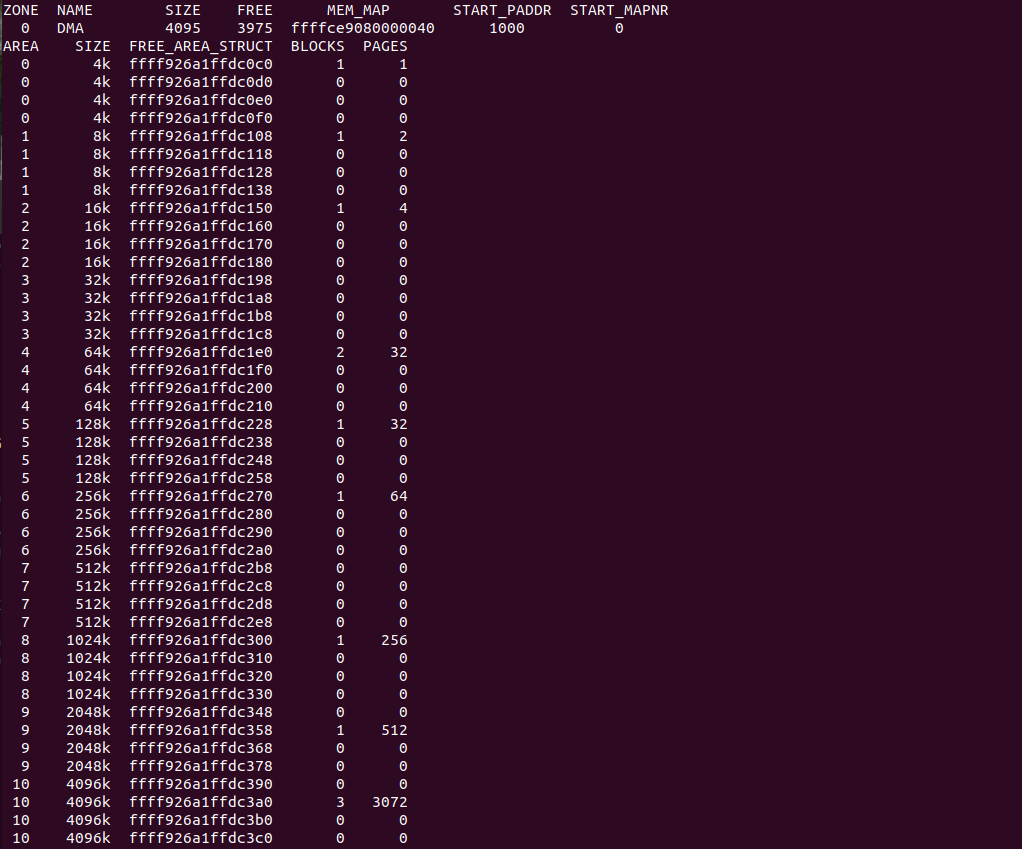 ZONE  NAME        SIZE    FREE      MEM_MAP       START_PADDR  START_MAPNR
  0   DMA         4095    3975  ffffce9080000040      1000          0
AREA    SIZE  FREE_AREA_STRUCT  BLOCKS  PAGES
  0       4k  ffff926a1ffdc0c0       1      1
  0       4k  ffff926a1ffdc0d0       0      0
  0       4k  ffff926a1ffdc0e0       0      0
  0       4k  ffff926a1ffdc0f0       0      0
  1       8k  ffff926a1ffdc108       1      2
  1       8k  ffff926a1ffdc118       0      0
  1       8k  ffff926a1ffdc128       0      0
  1       8k  ffff926a1ffdc138       0      0
  2      16k  ffff926a1ffdc150       1      4
  2      16k  ffff926a1ffdc160       0      0
  2      16k  ffff926a1ffdc170       0      0
  2      16k  ffff926a1ffdc180       0      0
  3      32k  ffff926a1ffdc198       0      0
  3      32k  ffff926a1ffdc1a8       0      0
  3      32k  ffff926a1ffdc1b8       0      0
  3      32k  ffff926a1ffdc1c8       0      0
  4      64k  ffff926a1ffdc1e0       2     32
  4      64k  ffff926a1ffdc1f0       0      0
  4      64k  ffff926a1ffdc200       0      0
  4      64k  ffff926a1ffdc210       0      0
  5     128k  ffff926a1ffdc228       1     32
  5     128k  ffff926a1ffdc238       0      0
  5     128k  ffff926a1ffdc248       0      0
  5     128k  ffff926a1ffdc258       0      0
  6     256k  ffff926a1ffdc270       1     64
  6     256k  ffff926a1ffdc280       0      0
  6     256k  ffff926a1ffdc290       0      0
  6     256k  ffff926a1ffdc2a0       0      0
  7     512k  ffff926a1ffdc2b8       0      0
  7     512k  ffff926a1ffdc2c8       0      0
  7     512k  ffff926a1ffdc2d8       0      0
  7     512k  ffff926a1ffdc2e8       0      0
  8    1024k  ffff926a1ffdc300       1    256
  8    1024k  ffff926a1ffdc310       0      0
  8    1024k  ffff926a1ffdc320       0      0
  8    1024k  ffff926a1ffdc330       0      0
  9    2048k  ffff926a1ffdc348       0      0
  9    2048k  ffff926a1ffdc358       1    512
  9    2048k  ffff926a1ffdc368       0      0
  9    2048k  ffff926a1ffdc378       0      0
 10    4096k  ffff926a1ffdc390       0      0
 10    4096k  ffff926a1ffdc3a0       3   3072
 10    4096k  ffff926a1ffdc3b0       0      0
 10    4096k  ffff926a1ffdc3c0       0      0